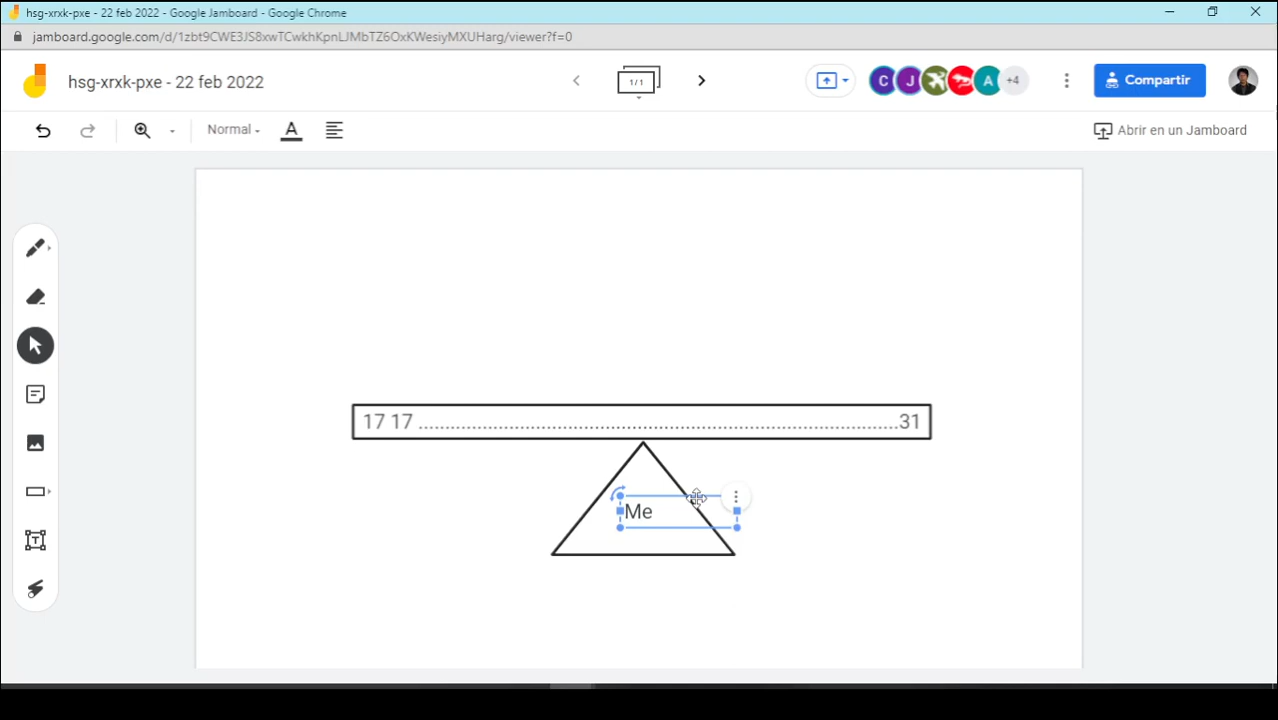 hsg-xrxk-pxe - 22 feb 2022 - Google Jamboard - Google Chrome
jamboard.google.com/d/1zbt9CWE3JS8xwTCwkhKpnLJMbTZ6OxKWesiyMXUHarg/viewer?f=0
hsg-xrxk-pxe - 22 feb 2022
1/1
C J A +4
Compartir
Normal
A
Abrir en un Jamboard
17 17 ................................................................................31
Me
T